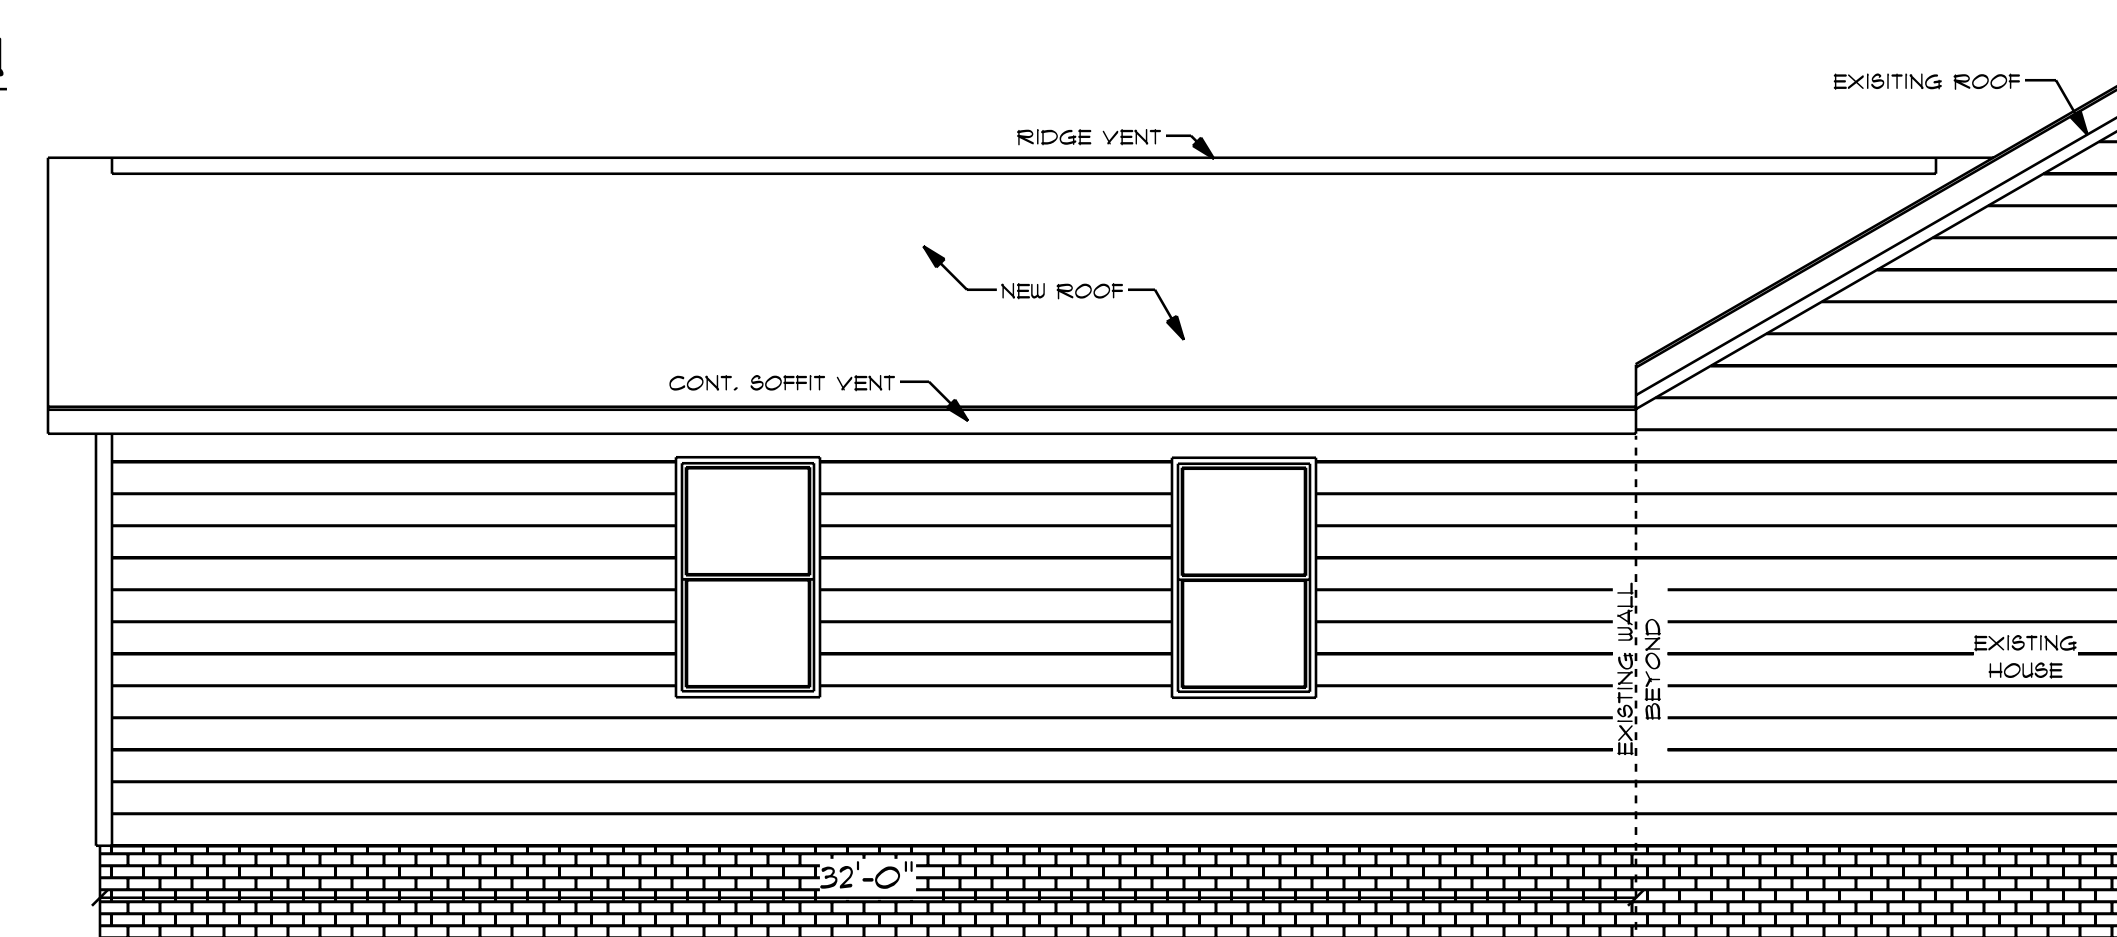 EXISITING ROOF
RIDGE VENT
NEW ROOF
CONT. SOFFIT VENT
EXISTING WALL
BEYOND
EXISTING
HOUSE
32'-0"